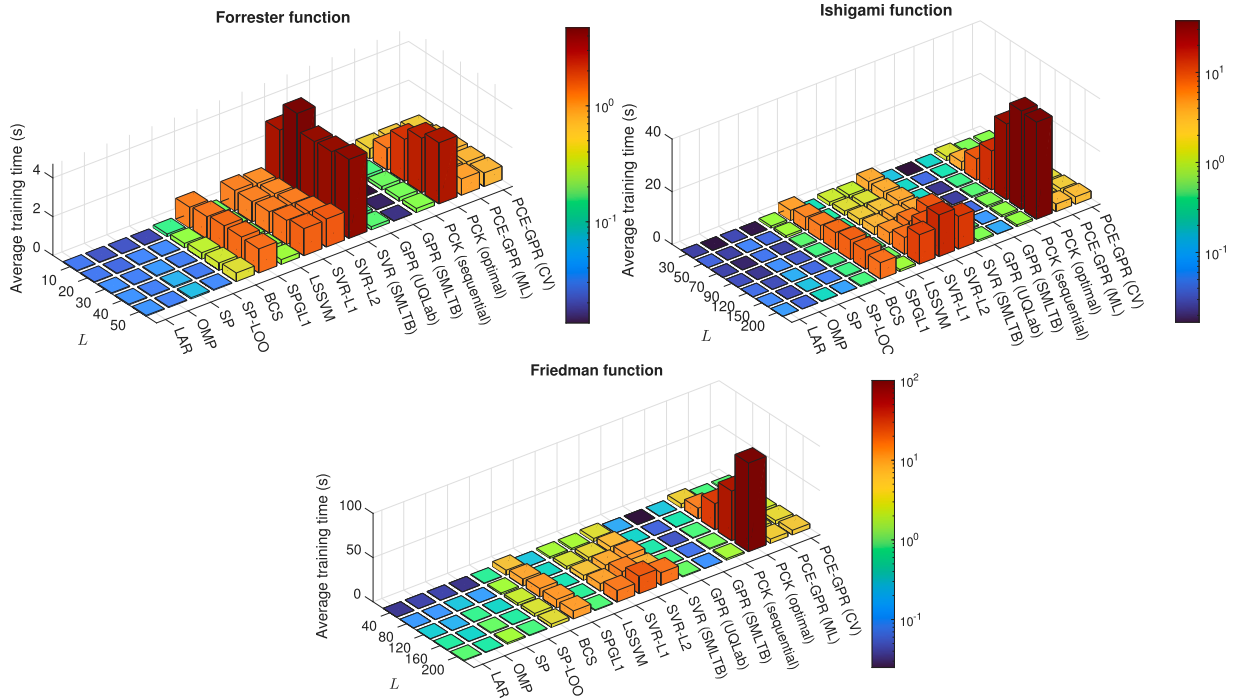 Forrester function
Average training time (s)
4
2
0
10
20
30
40
50
L
LAR
OMP
SP
SP-LOO
BCS
SPGL1
LSSVM
SVR-L1
SVR-L2
SVR (SMLTB)
GPR (UQLab)
GPR (SMLTB)
PCK (sequential)
PCK (optimal)
PCE-GPR (ML)
PCE-GPR (CV)
10^0
10^-1
Ishigami function
Average training time (s)
40
20
0
30
50
70
90
120
150
200
L
LAR
OMP
SP
SP-LOC
BCS
SPGL1
LSSVM
SVR-L1
SVR-L2
SVR (SMLTB)
GPR (UQLab)
GPR (SMLTB)
PCK (sequential)
PCK (optimal)
PCE-GPR (ML)
PCE-GPR (CV)
10^1
10^0
10^-1
Friedman function
Average training time (s)
100
50
0
40
80
120
160
200
L
LAR
OMP
SP
SP-LOO
BCS
SPGL1
LSSVM
SVR-L1
SVR-L2
SVR (SMLTB)
GPR (UQLab)
GPR (SMLTB)
PCK (sequential)
PCK (optimal)
PCE-GPR (ML)
PCE-GPR (CV)
10^2
10^1
10^0
10^-1